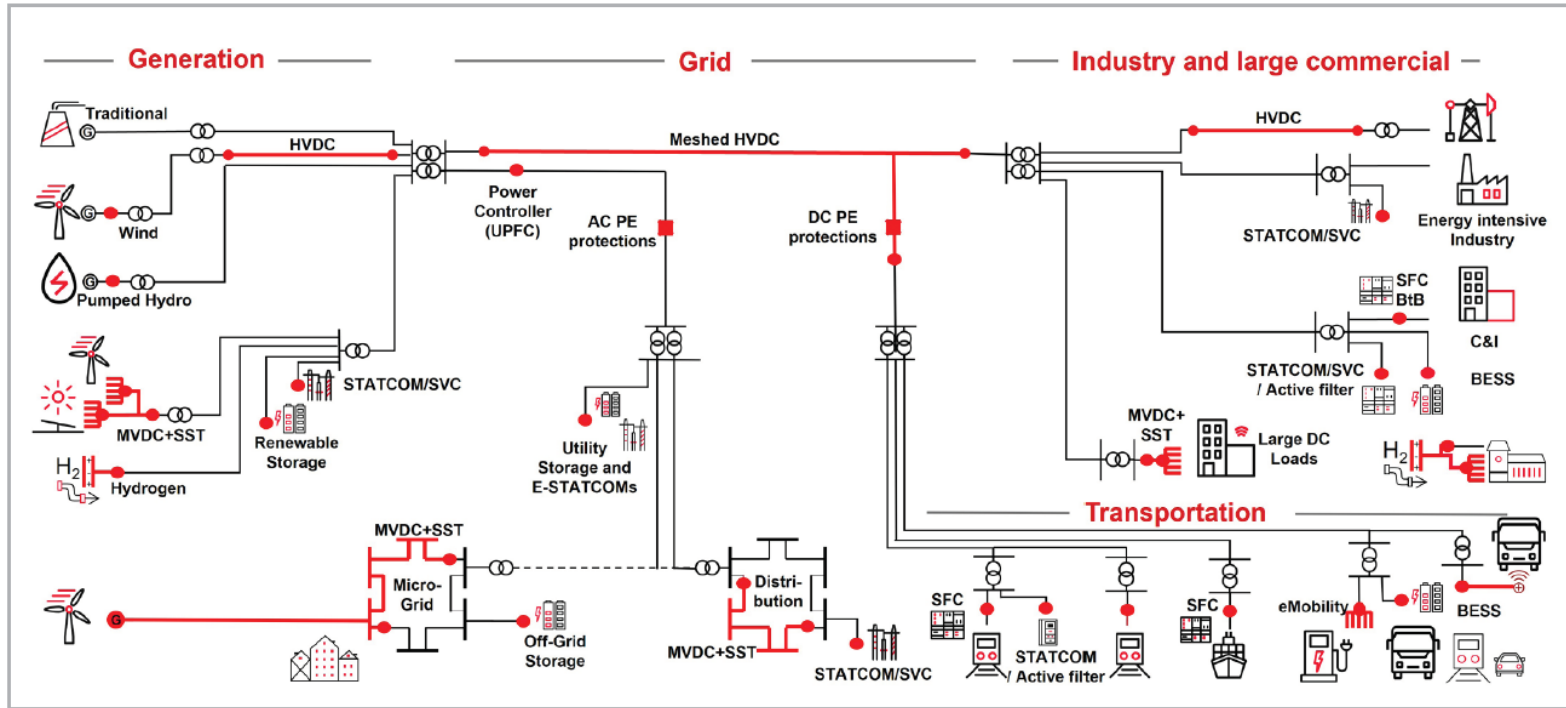 Generation
Grid
Industry and large commercial
Traditional
G
HVDC
Meshed HVDC
HVDC
G
Wind
Power
Controller
(UPFC)
AC PE
protections
DC PE
protections
STATCOM/SVC
Energy intensive
Industry
G
Pumped Hydro
SFC
BtB
C&I
STATCOM/SVC
STATCOM/SVC
/ Active filter
BESS
MVDC+SST
Renewable
Storage
Utility
Storage and
E-STATCOMs
MVDC+
SST
Large DC
Loads
H2
Hydrogen
H2
Transportation
MVDC+SST
Micro-
Grid
Distri-
bution
G
Off-Grid
Storage
MVDC+SST
STATCOM/SVC
SFC
STATCOM
/ Active filter
SFC
eMobility
BESS